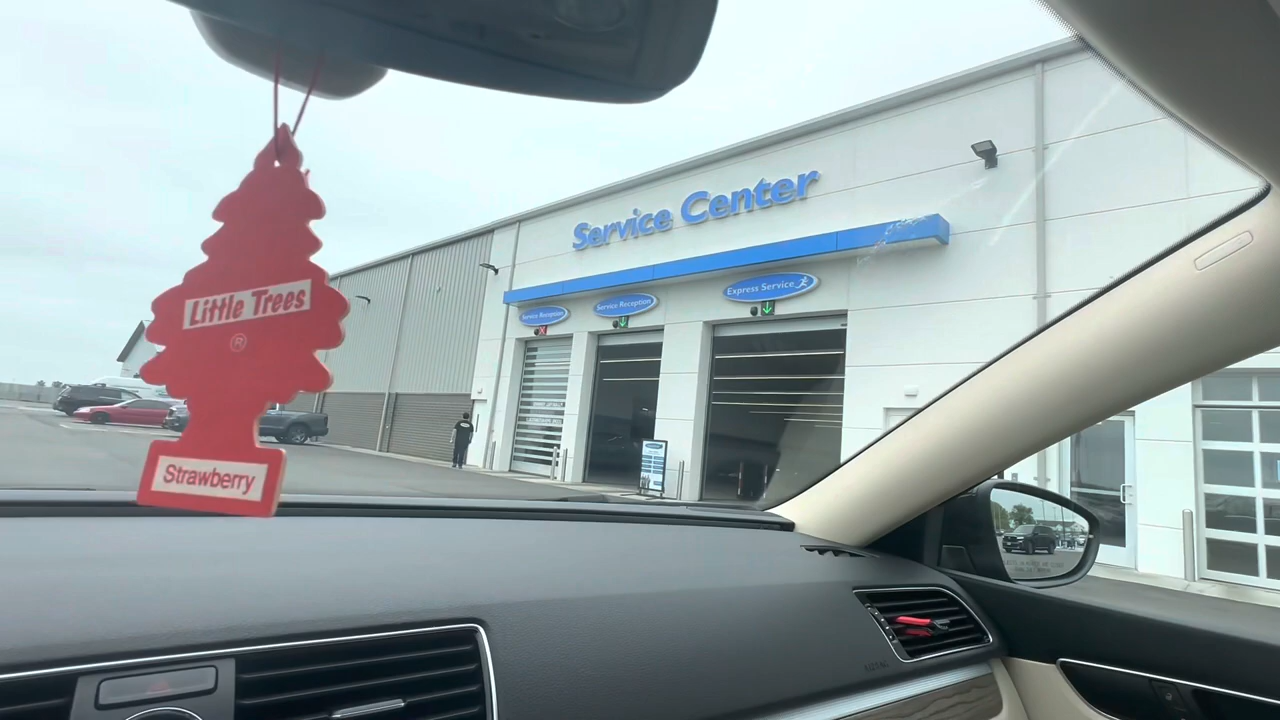 Service Center
Service Reception
Service Reception
Express Service
Little Trees
®
Strawberry